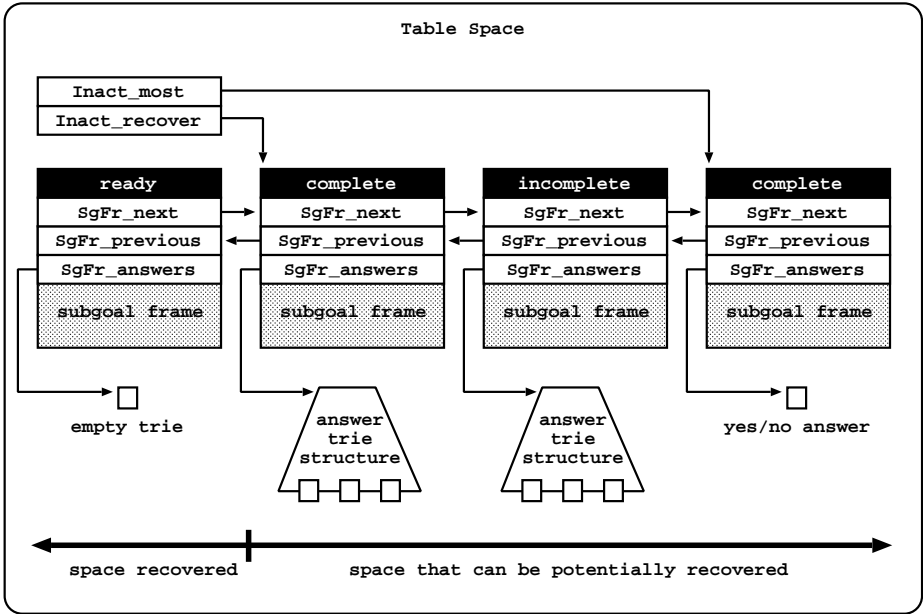 Table Space
Inact_most
Inact_recover
ready
complete
incomplete
complete
SgFr_next
SgFr_next
SgFr_next
SgFr_next
SgFr_previous
SgFr_previous
SgFr_previous
SgFr_previous
SgFr_answers
SgFr_answers
SgFr_answers
SgFr_answers
subgoal frame
subgoal frame
subgoal frame
subgoal frame
empty trie
answer
trie
structure
answer
trie
structure
yes/no answer
space recovered
space that can be potentially recovered